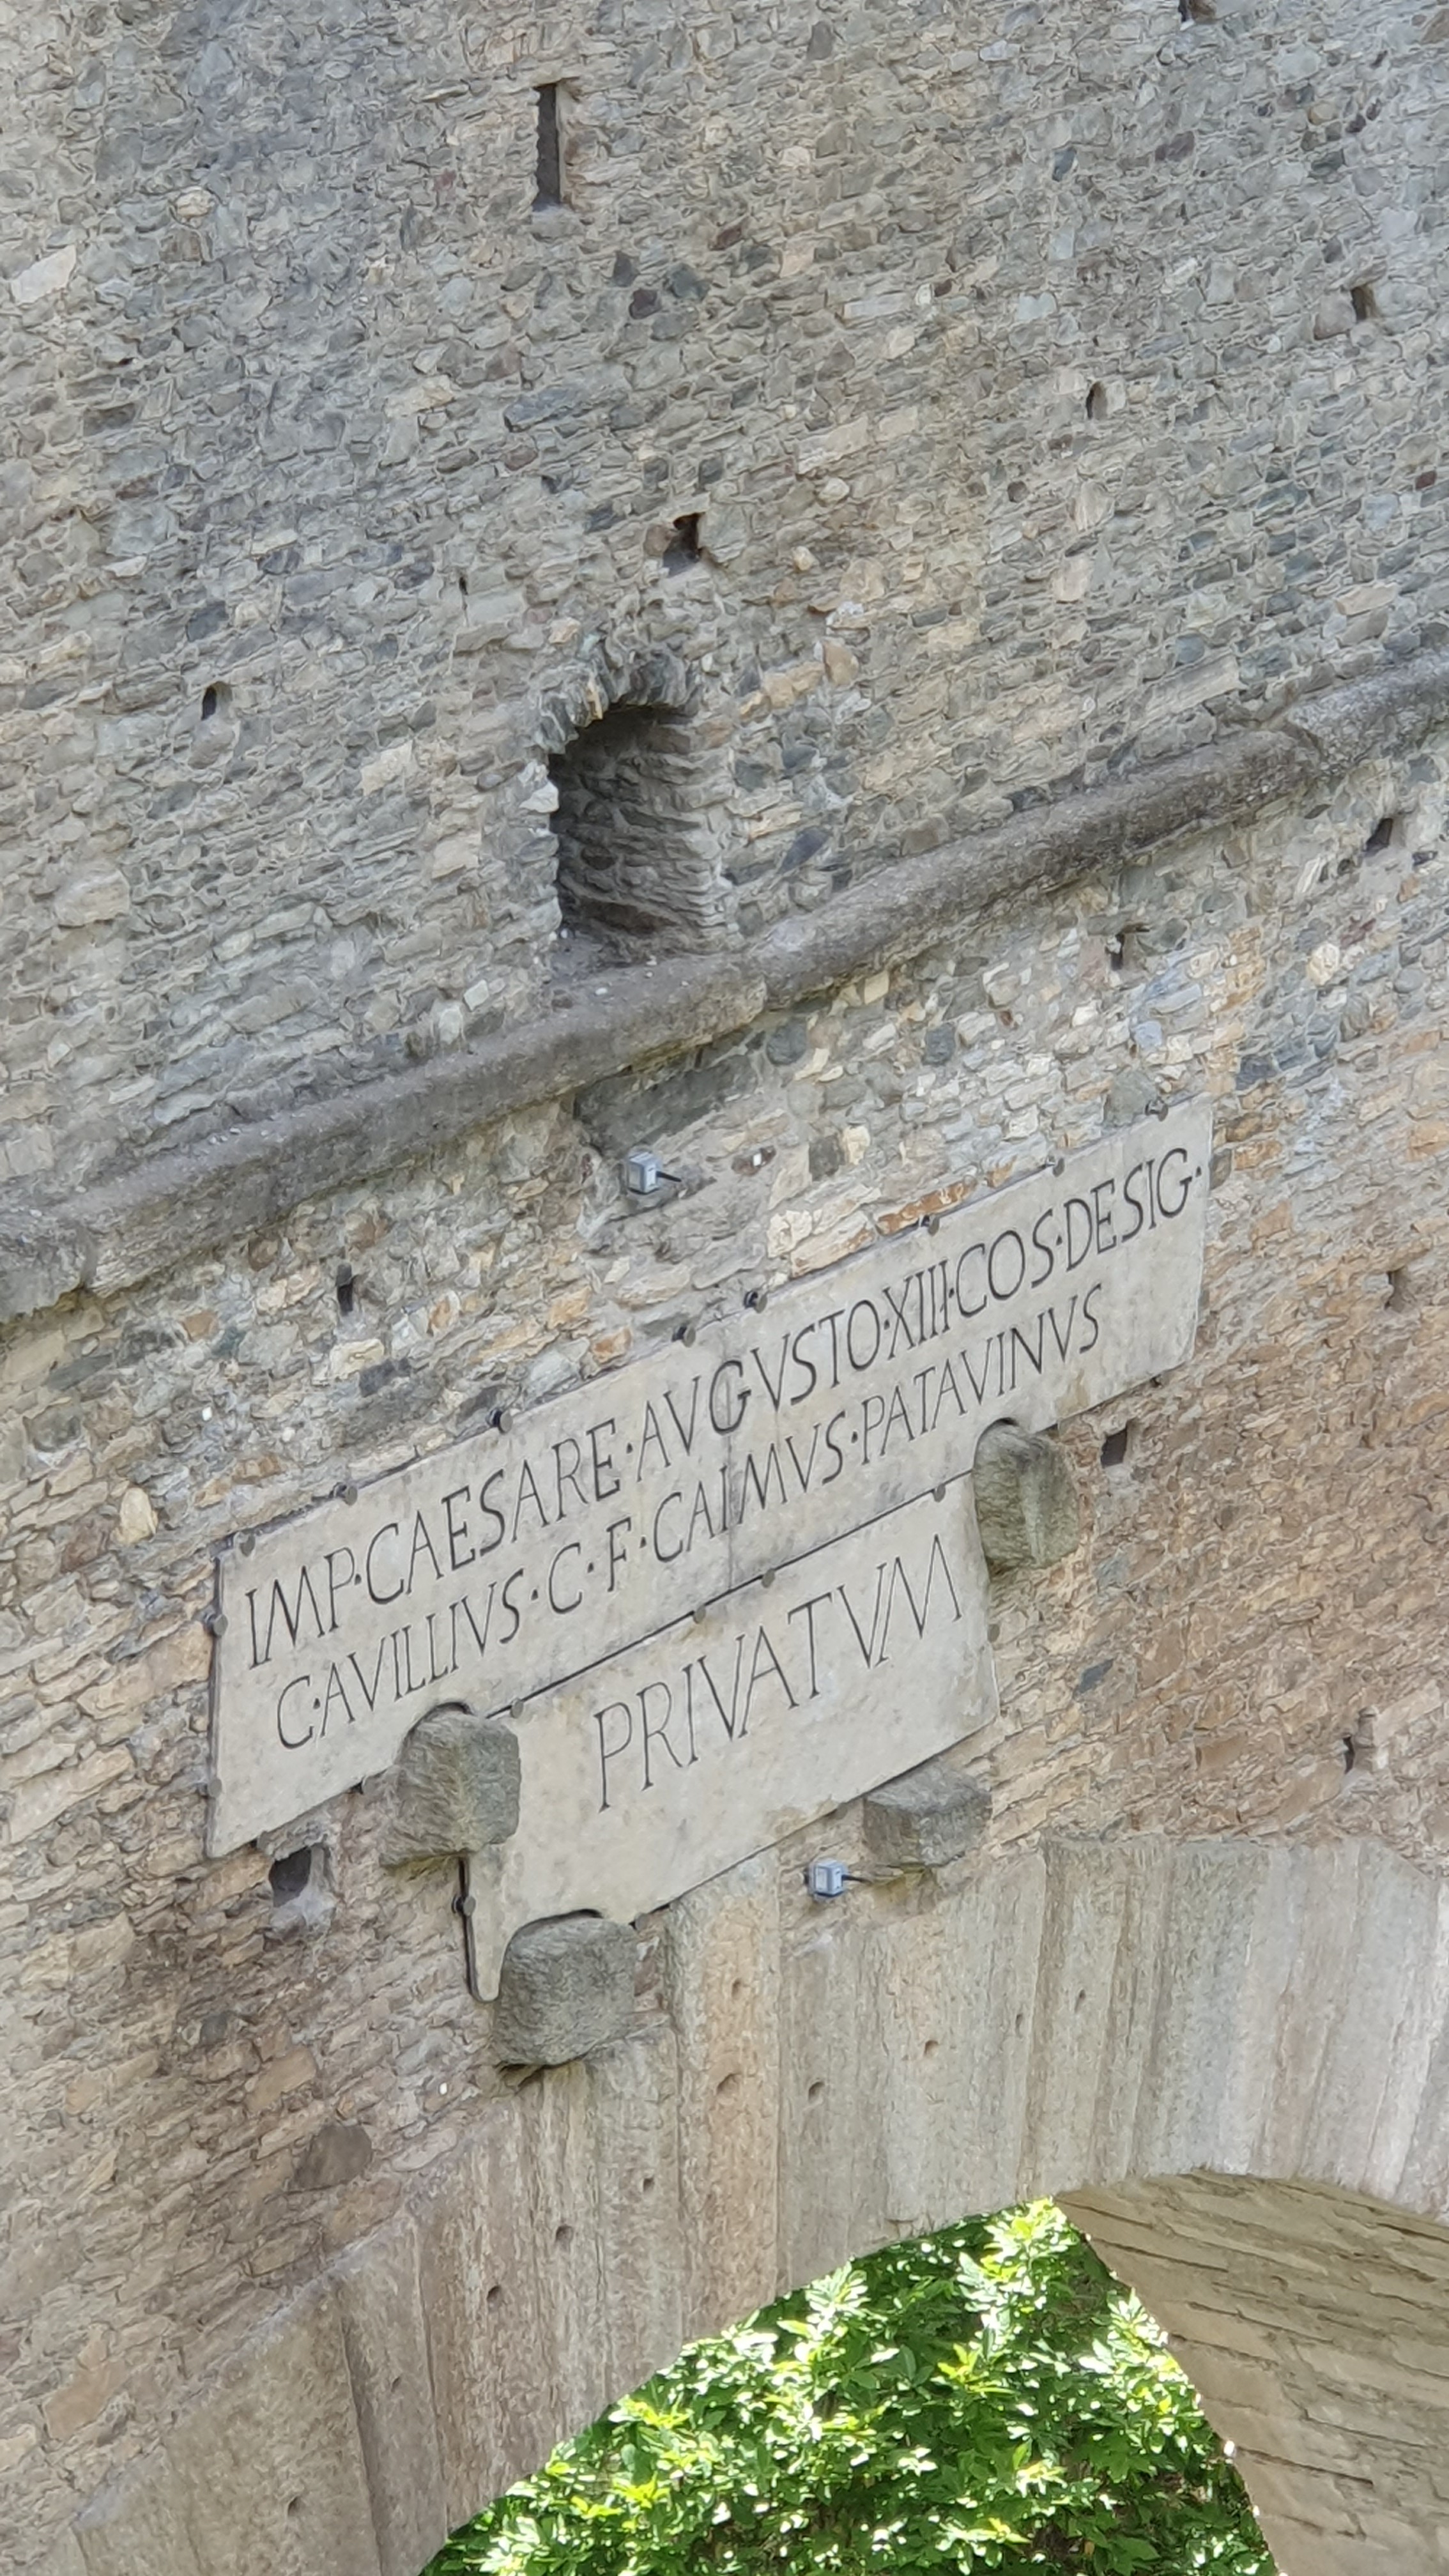 IMP·CAESARE·AVGVSTO·XIII·COS·DESIG·
C·AVILLIVS·C·F·CAIMVS·PATAVINVS
PRIVATVM